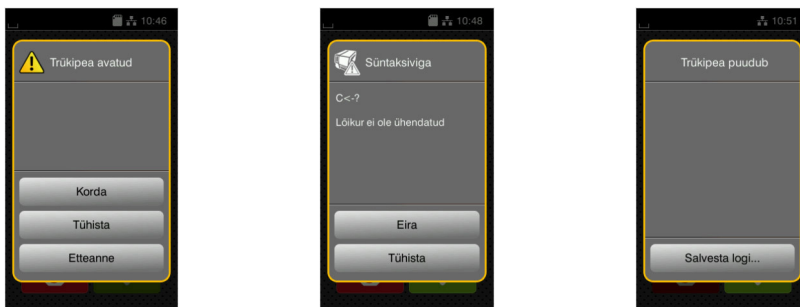 10:46
Trükipea avatud
Korda
Tühista
Etteanne
10:48
Süntaksiviga
C<-?
Lõikur ei ole ühendatud
Eira
Tühista
10:51
Trükipea puudub
Salvesta logi...